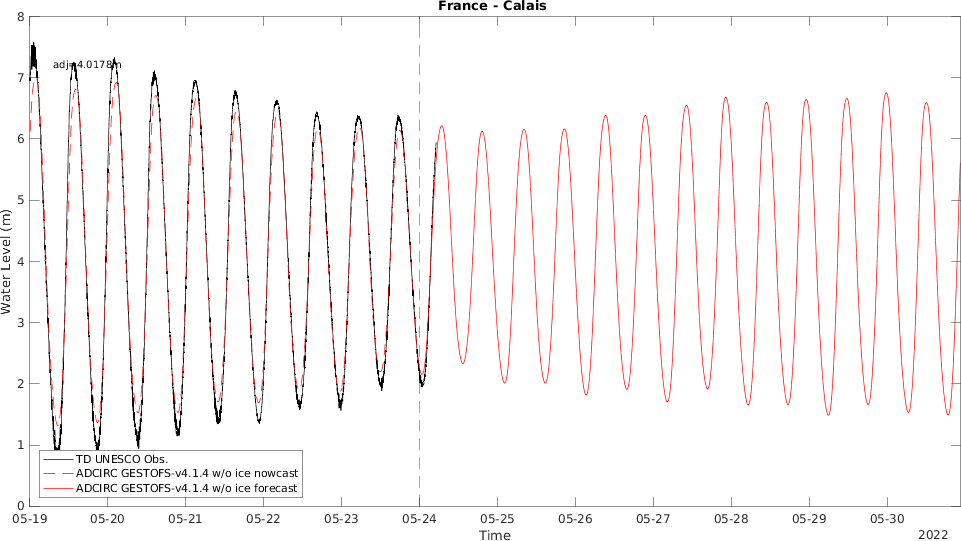 France - Calais
adj=4.0178m
Water Level (m)
8
7
6
5
4
3
2
1
0
TD UNESCO Obs.
ADCIRC GESTOFS-v4.1.4 w/o ice nowcast
ADCIRC GESTOFS-v4.1.4 w/o ice forecast
05-19 05-20 05-21 05-22 05-23 05-24 05-25 05-26 05-27 05-28 05-29 05-30
Time
2022